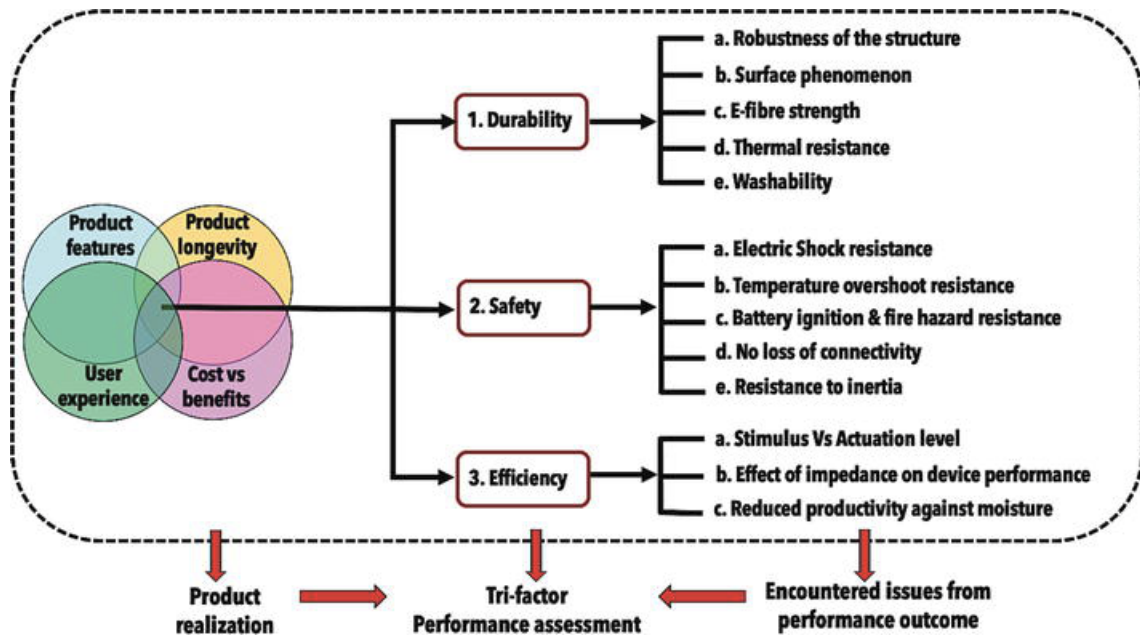 Product
features
Product
longevity
User
experience
Cost vs
benefits
1. Durability
a. Robustness of the structure
b. Surface phenomenon
c. E-fibre strength
d. Thermal resistance
e. Washability
2. Safety
a. Electric Shock resistance
b. Temperature overshoot resistance
c. Battery ignition & fire hazard resistance
d. No loss of connectivity
e. Resistance to inertia
3. Efficiency
a. Stimulus Vs Actuation level
b. Effect of impedance on device performance
c. Reduced productivity against moisture
Product
realization
Tri-factor
Performance assessment
Encountered issues from
performance outcome